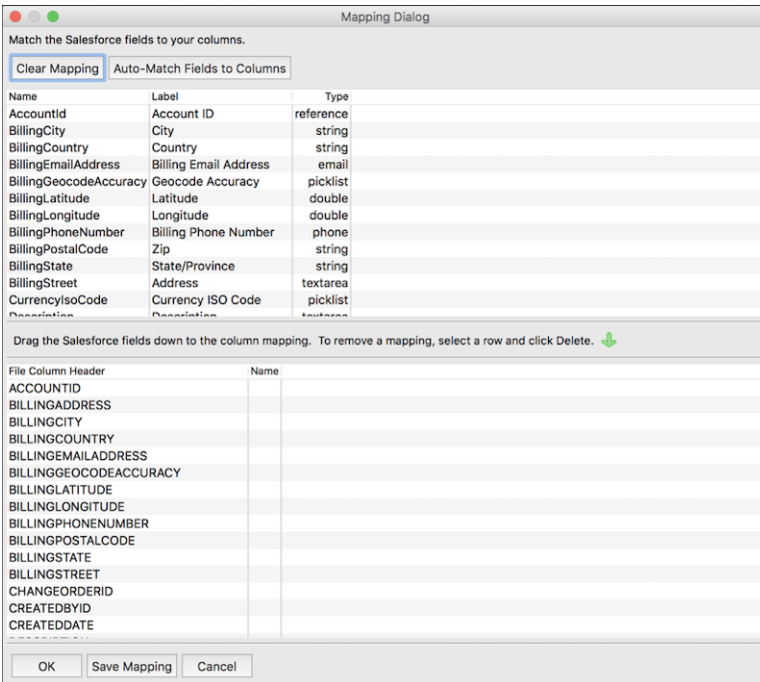 Mapping Dialog
Match the Salesforce fields to your columns.
Clear Mapping Auto-Match Fields to Columns
Name Label Type
AccountId Account ID reference
BillingCity City string
BillingCountry Country string
BillingEmailAddress Billing Email Address email
BillingGeocodeAccuracy Geocode Accuracy picklist
BillingLatitude Latitude double
BillingLongitude Longitude double
BillingPhoneNumber Billing Phone Number phone
BillingPostalCode Zip string
BillingState State/Province string
BillingStreet Address textarea
CurrencyIsoCode Currency ISO Code picklist
Description Description textarea
Drag the Salesforce fields down to the column mapping. To remove a mapping, select a row and click Delete.
File Column Header Name
ACCOUNTID
BILLINGADDRESS
BILLINGCITY
BILLINGCOUNTRY
BILLINGEMAILADDRESS
BILLINGGEOCODEACCURACY
BILLINGLATITUDE
BILLINGLONGITUDE
BILLINGPHONENUMBER
BILLINGPOSTALCODE
BILLINGSTATE
BILLINGSTREET
CHANGEORDERID
CREATEDBYID
CREATEDDATE
OK Save Mapping Cancel